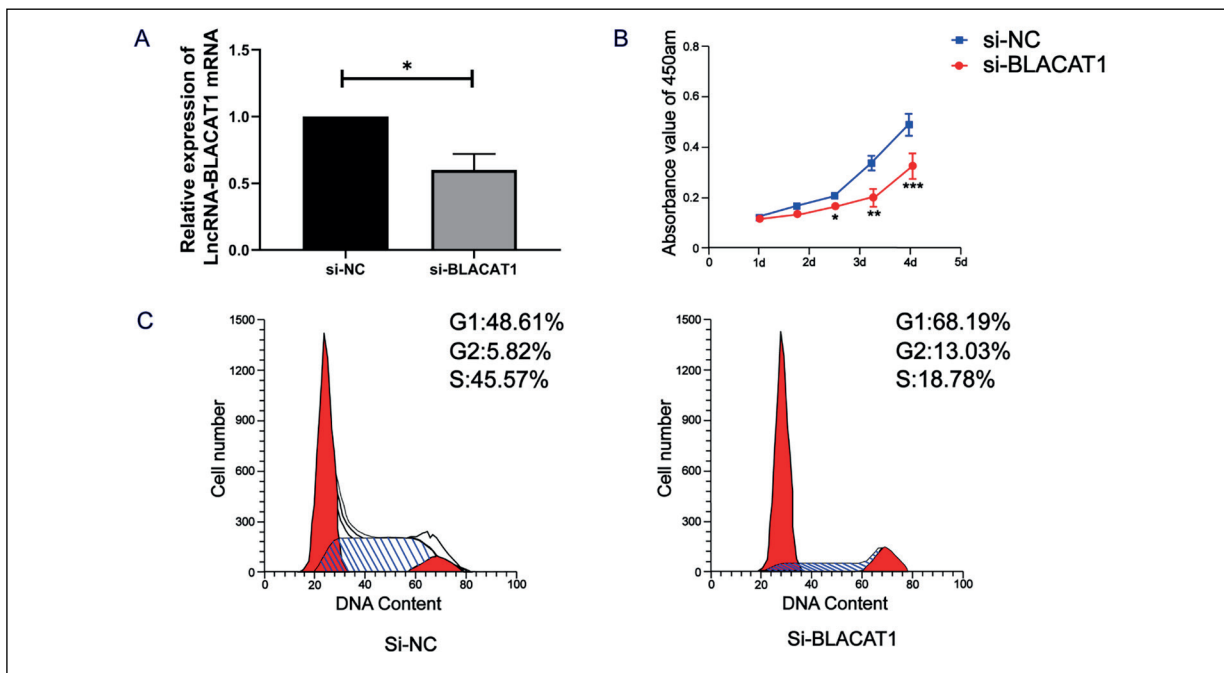 A
Relative expression of
LncRNA-BLACAT1 mRNA
1.5
1.0
0.5
0.0
*
si-NC
si-BLACAT1
B
Absorbance value of 450am
0.8
0.6
0.4
0.2
0
0
1d
2d
3d
4d
5d
*
**
***
si-NC
si-BLACAT1
C
Cell number
1500
1200
900
600
300
0
0
20
40
60
80
100
DNA Content
G1:48.61%
G2:5.82%
S:45.57%
Si-NC
Cell number
1500
1200
900
600
300
0
0
20
40
60
80
100
DNA Content
G1:68.19%
G2:13.03%
S:18.78%
Si-BLACAT1